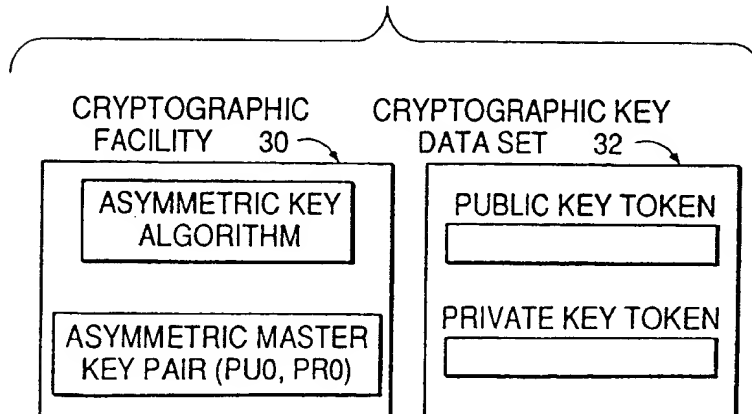 CRYPTOGRAPHIC
FACILITY 30
CRYPTOGRAPHIC KEY
DATA SET 32
ASYMMETRIC KEY
ALGORITHM
ASYMMETRIC MASTER
KEY PAIR (PU0, PR0)
PUBLIC KEY TOKEN
PRIVATE KEY TOKEN